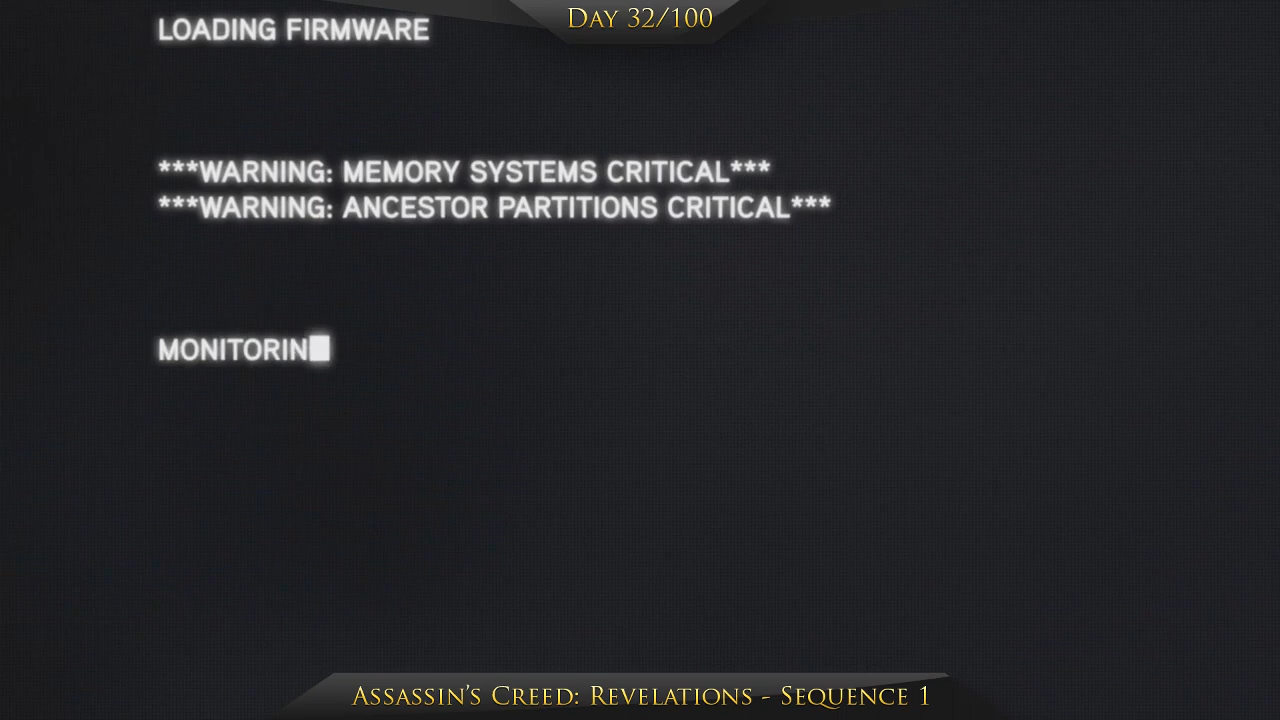 Day 32/100
LOADING FIRMWARE
***WARNING: MEMORY SYSTEMS CRITICAL***
***WARNING: ANCESTOR PARTITIONS CRITICAL***
MONITORIN
Assassin's Creed: Revelations - Sequence 1